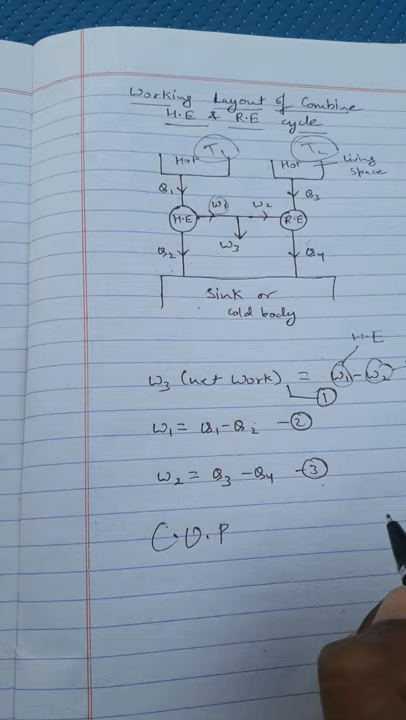 Working Layout of Combine
H.E & R.E cycle
T1
Hot
Hot
Living
space
Q1
W1
W2
Q3
H.E
R.E
W3
Q2
Q4
Sink or
cold body
H.E
W3 (net work) = W1 - W2
1
W1 = Q1 - Q2 - 2
W2 = Q3 - Q4 - 3
C.O.P